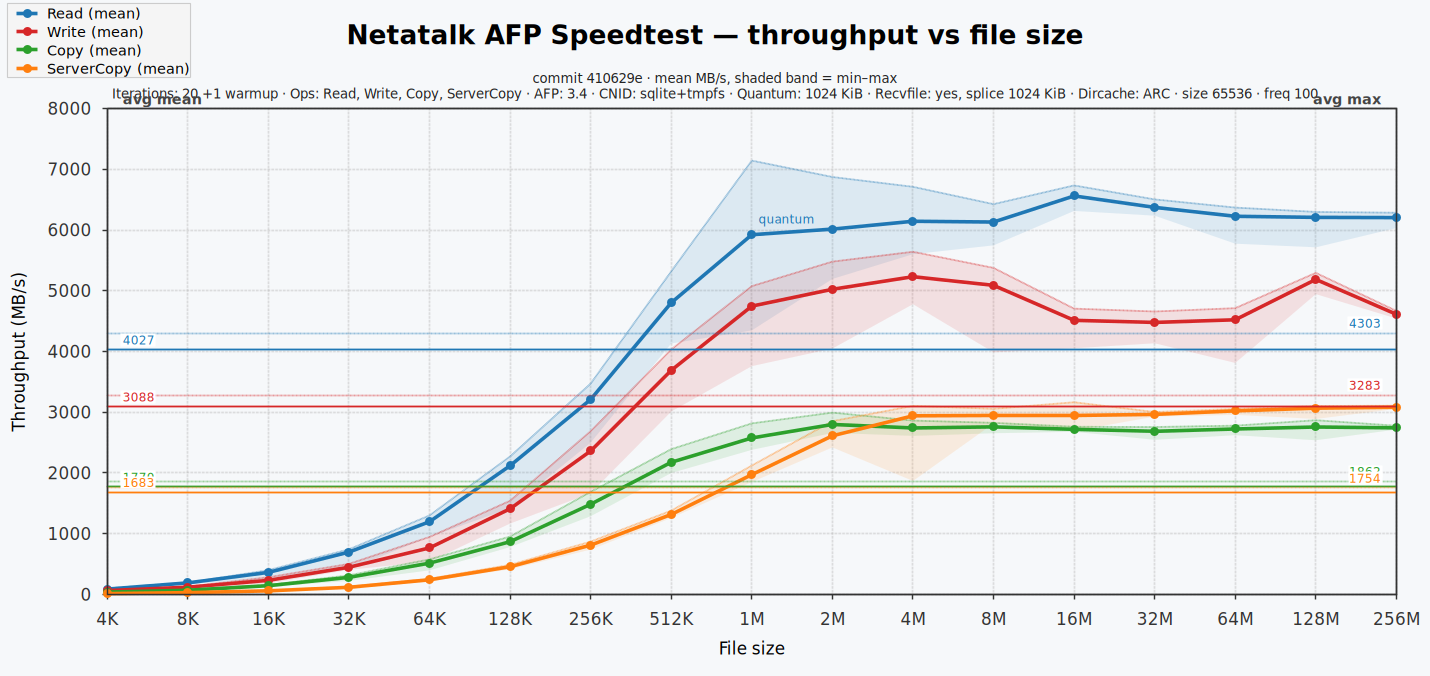 Read (mean)
Write (mean)
Copy (mean)
ServerCopy (mean)
Netatalk AFP Speedtest — throughput vs file size
commit 410629e · mean MB/s, shaded band = min–max
Iterations: 20 +1 warmup · Ops: Read, Write, Copy, ServerCopy · AFP: 3.4 · CNID: sqlite+tmpfs · Quantum: 1024 KiB · Recvfile: yes, splice 1024 KiB · Dircache: ARC · size 65536 · freq 100
avg mean
avg max
8000
7000
6000
5000
4000
3000
2000
1000
0
Throughput (MB/s)
quantum
4027
4303
3088
3283
1683
1754
4K 8K 16K 32K 64K 128K 256K 512K 1M 2M 4M 8M 16M 32M 64M 128M 256M
File size